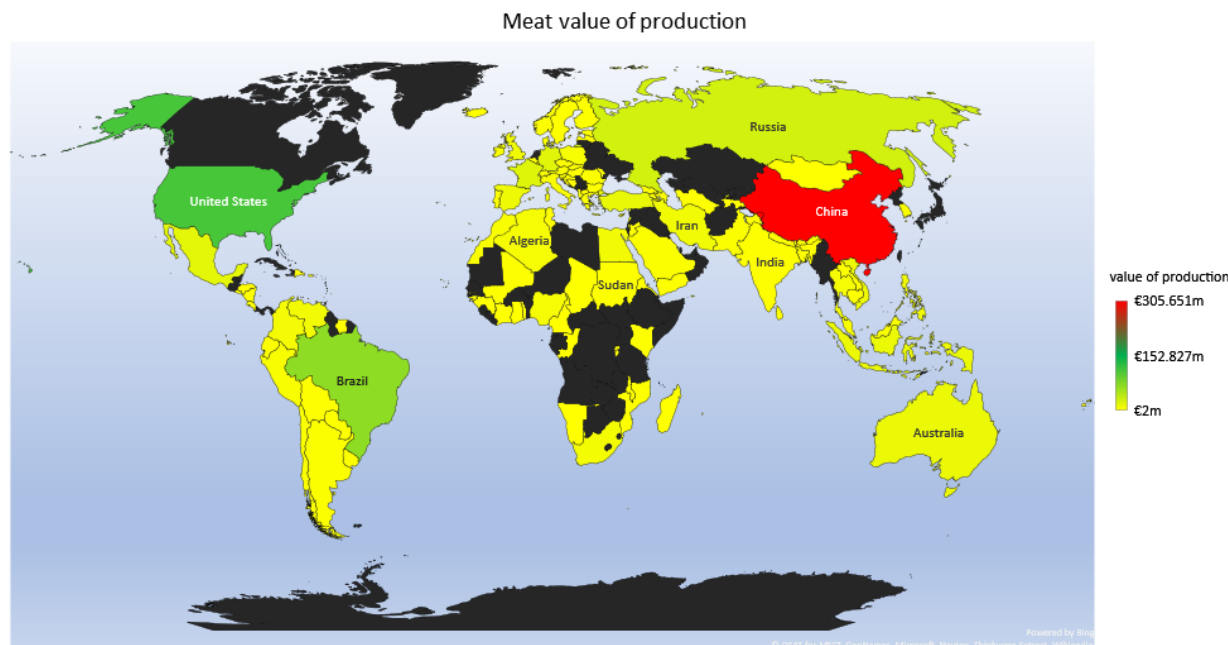 Meat value of production
Russia
United States
China
Iran
Algeria
India
Sudan
value of production
€305.651m
€152.827m
€2m
Brazil
Australia
Powered by Bing